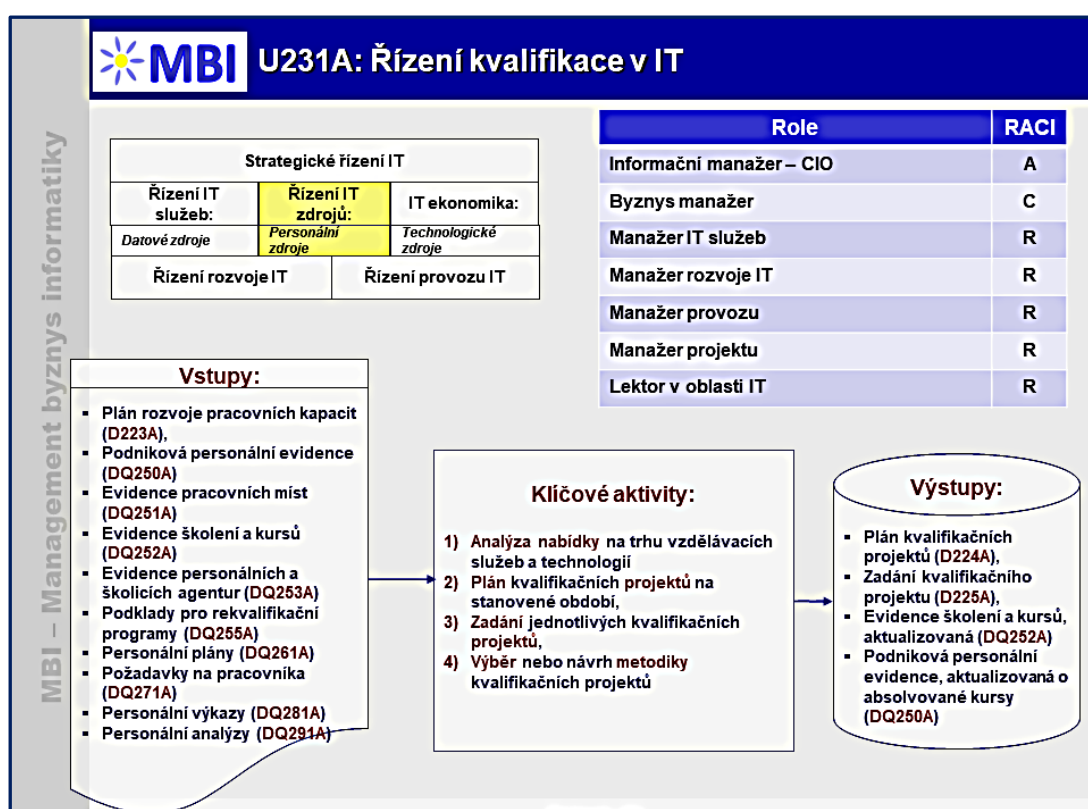 MBI
U231A: Řízení kvalifikace v IT
MBI – Management byznys informatiky
Strategické řízení IT
Řízení IT
služeb:
Řízení IT
zdrojů:
IT ekonomika:
Datové zdroje
Personální
zdroje
Technologické
zdroje
Řízení rozvoje IT
Řízení provozu IT
Role RACI
Informační manažer – CIO A
Byznys manažer C
Manažer IT služeb R
Manažer rozvoje IT R
Manažer provozu R
Manažer projektu R
Lektor v oblasti IT R
Vstupy:
▪ Plán rozvoje pracovních kapacit
(D223A),
▪ Podniková personální evidence
(DQ250A)
▪ Evidence pracovních míst
(DQ251A)
▪ Evidence školení a kursů
(DQ252A)
▪ Evidence personálních a
školicích agentur (DQ253A)
▪ Podklady pro rekvalifikační
programy (DQ255A)
▪ Personální plány (DQ261A)
▪ Požadavky na pracovníka
(DQ271A)
▪ Personální výkazy (DQ281A)
▪ Personální analýzy (DQ291A)
Klíčové aktivity:
1) Analýza nabídky na trhu vzdělávacích
služeb a technologií
2) Plán kvalifikačních projektů na
stanovené období,
3) Zadání jednotlivých kvalifikačních
projektů,
4) Výběr nebo návrh metodiky
kvalifikačních projektů
Výstupy:
▪ Plán kvalifikačních
projektů (D224A),
▪ Zadání kvalifikačního
projektu (D225A),
▪ Evidence školení a kursů,
aktualizovaná (DQ252A)
▪ Podniková personální
evidence, aktualizovaná o
absolvované kursy
(DQ250A)